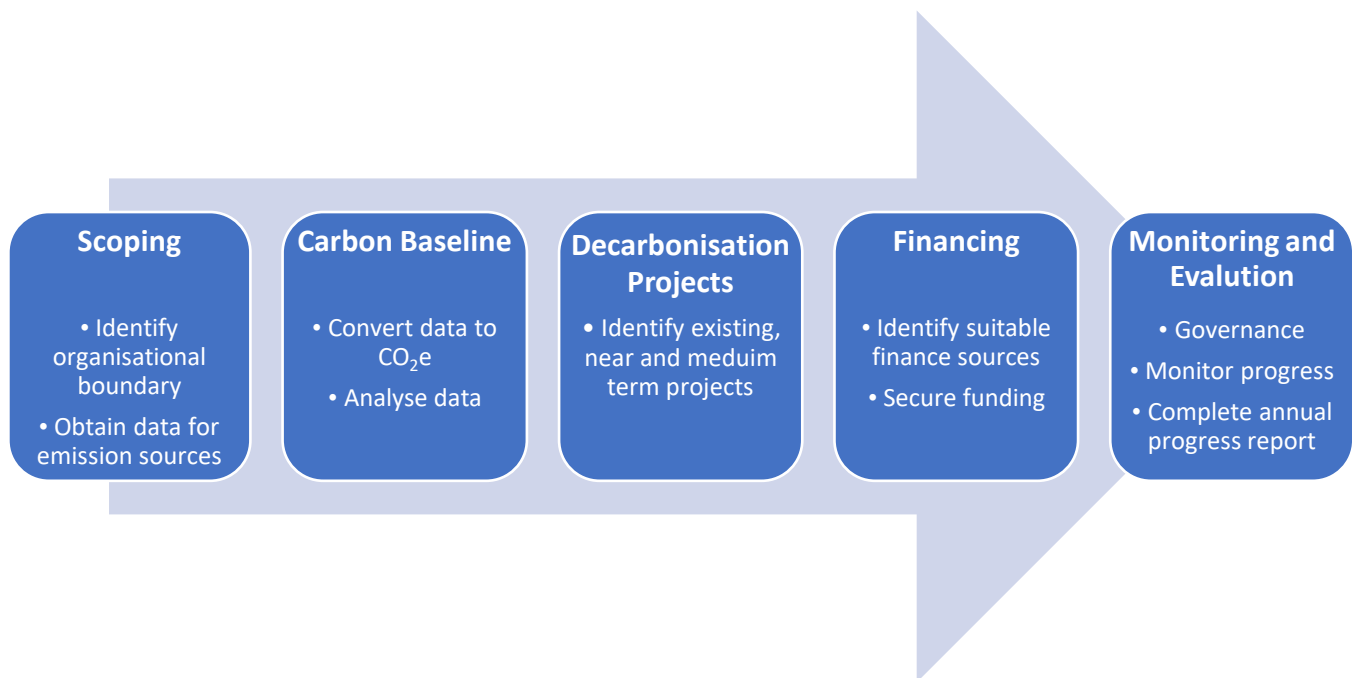 Scoping
• Identify
organisational
boundary
• Obtain data for
emission sources
Carbon Baseline
• Convert data to
CO₂e
• Analyse data
Decarbonisation
Projects
• Identify existing,
near and meduim
term projects
Financing
• Identify suitable
finance sources
• Secure funding
Monitoring and
Evalution
• Governance
• Monitor progress
• Complete annual
progress report